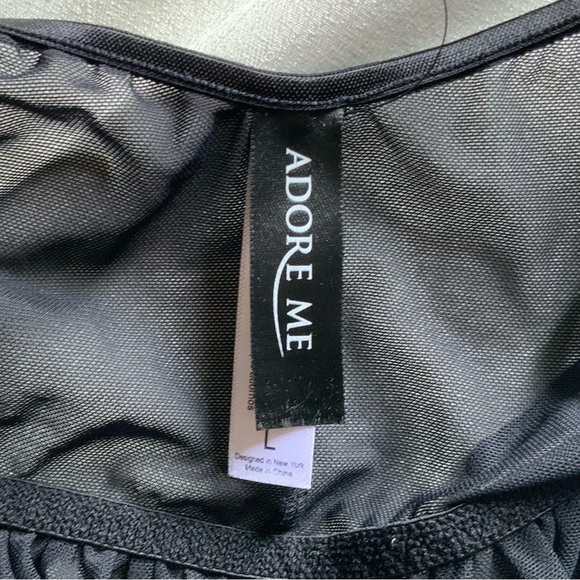 ADORE ME
L
Designed in New York
Made in China